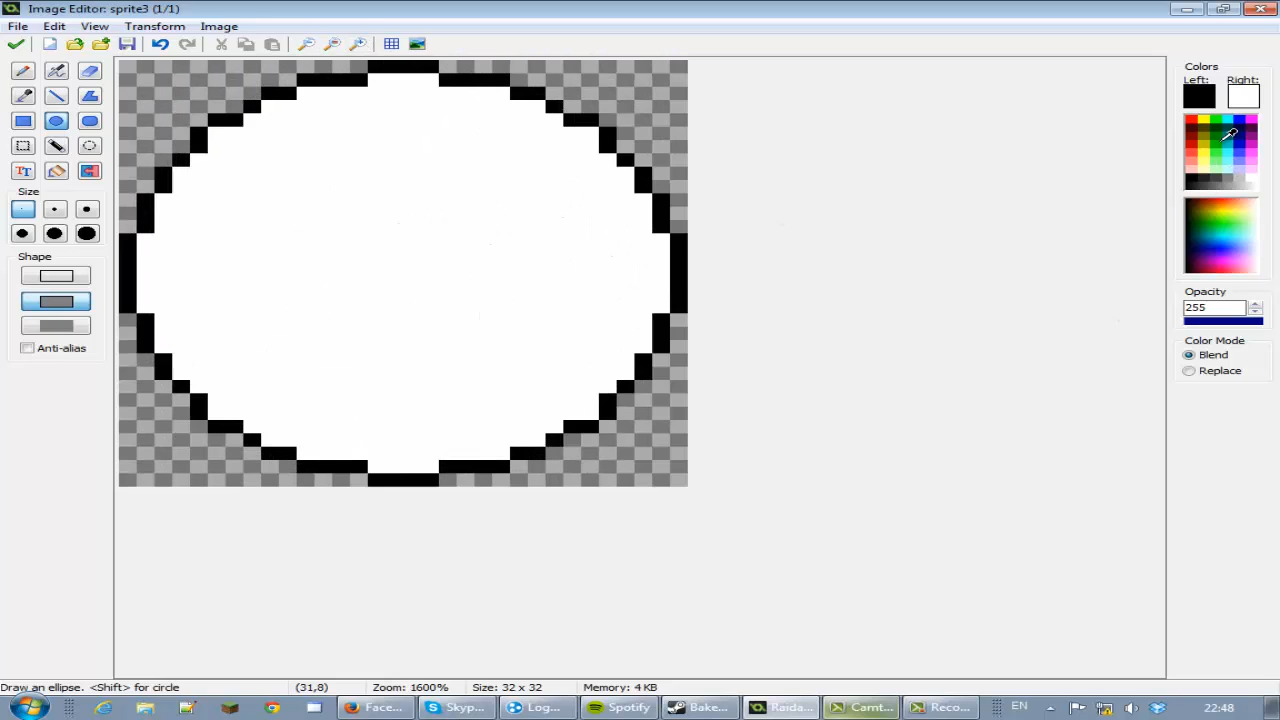 Image Editor: sprite3 (1/1)
File Edit View Transform Image
Colors
Left: Right:
Size
Shape
Anti-alias
Opacity
255
Color Mode
Blend
Replace
Draw an ellipse. <Shift> for circle (31,8) Zoom: 1600% Size: 32 x 32 Memory: 4 KB
Face... Skyp... Log... Spotify Bake... Raida... Camt... Reco... EN 22:48